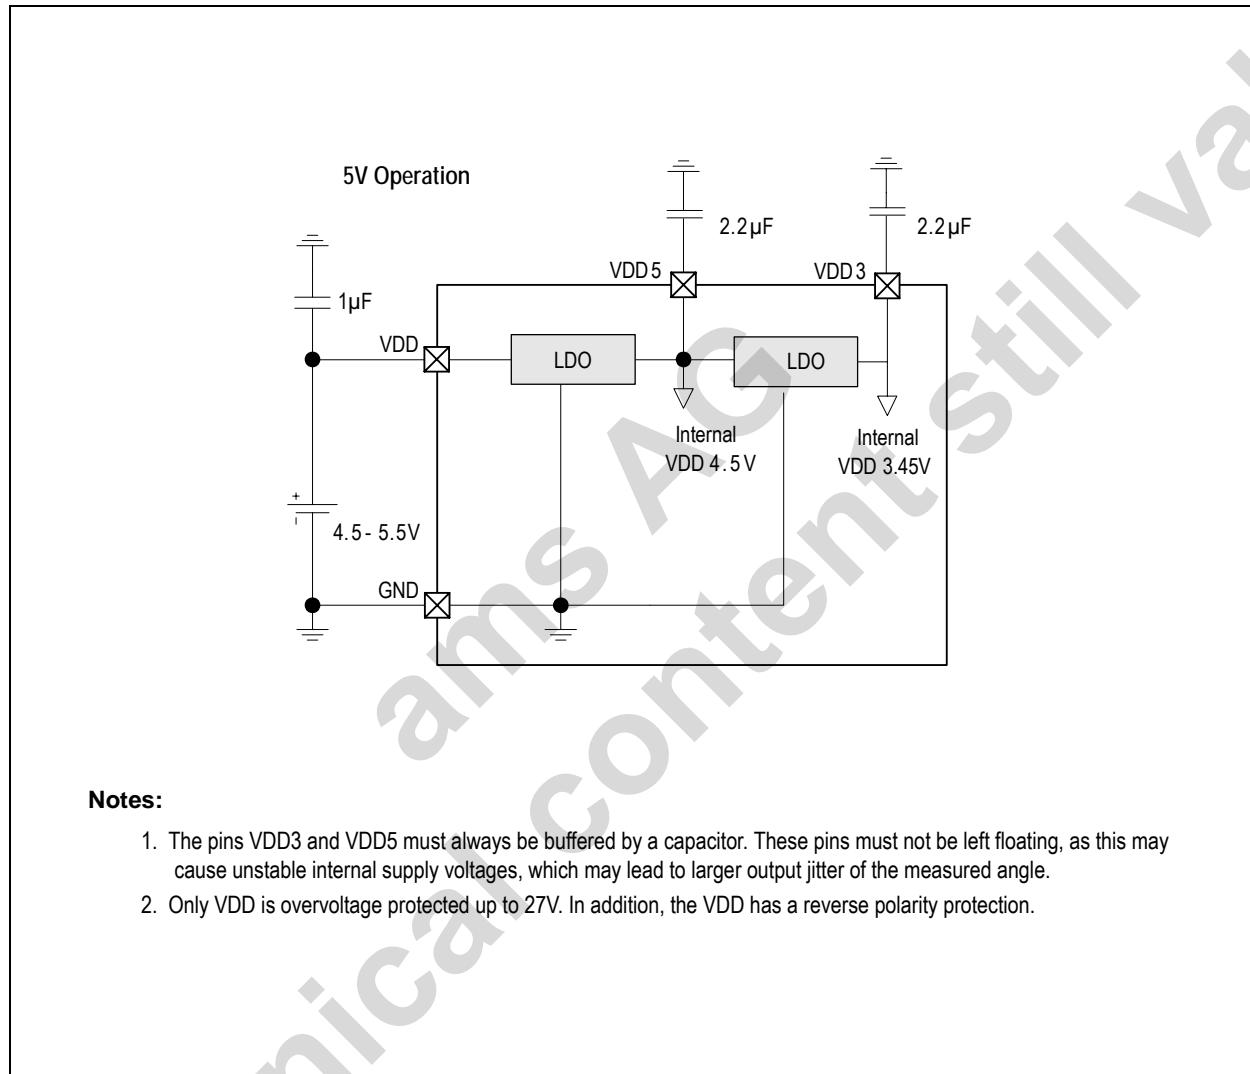 5V Operation
2.2µF
2.2µF
VDD5
VDD3
1µF
VDD
LDO
LDO
Internal
VDD 4.5V
Internal
VDD 3.45V
+
-
4.5 - 5.5V
GND
Notes:
1. The pins VDD3 and VDD5 must always be buffered by a capacitor. These pins must not be left floating, as this may
cause unstable internal supply voltages, which may lead to larger output jitter of the measured angle.
2. Only VDD is overvoltage protected up to 27V. In addition, the VDD has a reverse polarity protection.
ams AG
content still